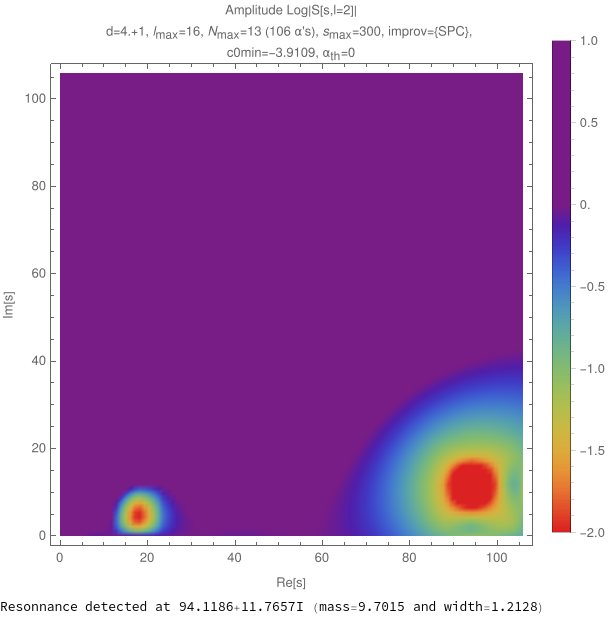 Amplitude Log|S[s,l=2]|
d=4.+1, lmax=16, Nmax=13 (106 α's), smax=300, improv={SPC},
c0min=−3.9109, αth=0
1.0
0.5
0.
−0.5
−1.0
−1.5
−2.0
100
80
60
40
20
0
Im[s]
0 20 40 60 80 100
Re[s]
Resonnance detected at 94.1186+11.7657I (mass=9.7015 and width=1.2128)